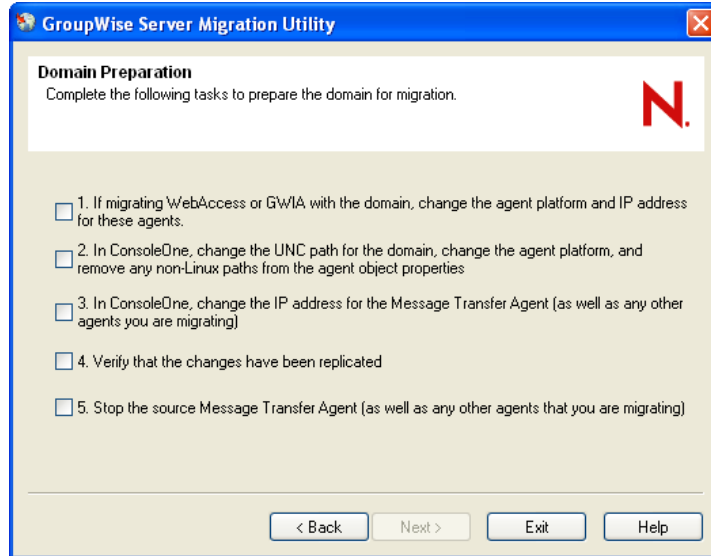 GroupWise Server Migration Utility
Domain Preparation
Complete the following tasks to prepare the domain for migration.
N.
1. If migrating WebAccess or GWIA with the domain, change the agent platform and IP address
for these agents.
2. In ConsoleOne, change the UNC path for the domain, change the agent platform, and
remove any non-Linux paths from the agent object properties
3. In ConsoleOne, change the IP address for the Message Transfer Agent (as well as any other
agents you are migrating)
4. Verify that the changes have been replicated
5. Stop the source Message Transfer Agent (as well as any other agents that you are migrating)
< Back Next > Exit Help